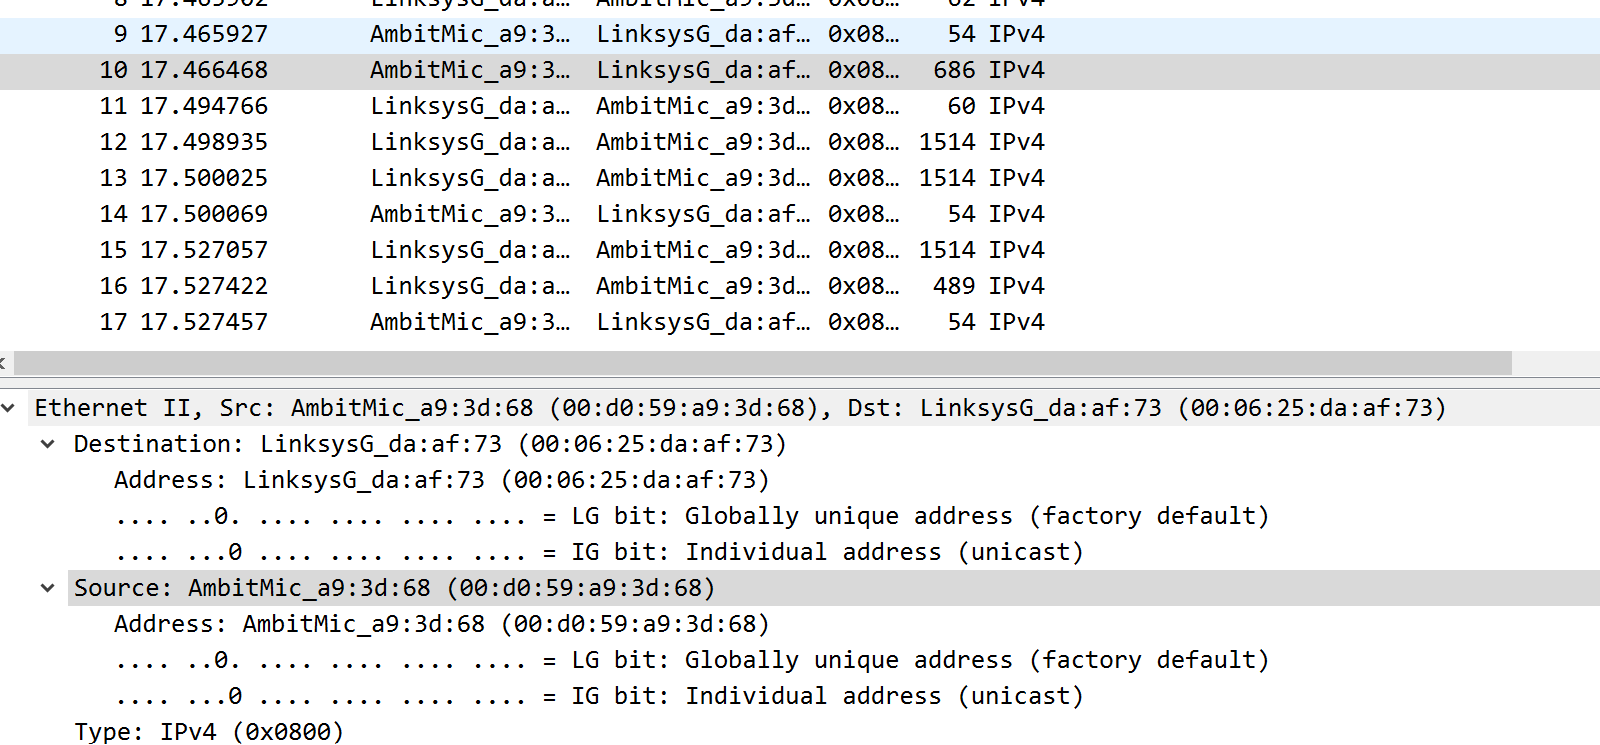 8 17.465902 LinksysG_da:a… AmbitMic_a9:3d… 0x08… 62 IPv4
9 17.465927 AmbitMic_a9:3… LinksysG_da:af… 0x08… 54 IPv4
10 17.466468 AmbitMic_a9:3… LinksysG_da:af… 0x08… 686 IPv4
11 17.494766 LinksysG_da:a… AmbitMic_a9:3d… 0x08… 60 IPv4
12 17.498935 LinksysG_da:a… AmbitMic_a9:3d… 0x08… 1514 IPv4
13 17.500025 LinksysG_da:a… AmbitMic_a9:3d… 0x08… 1514 IPv4
14 17.500069 AmbitMic_a9:3… LinksysG_da:af… 0x08… 54 IPv4
15 17.527057 LinksysG_da:a… AmbitMic_a9:3d… 0x08… 1514 IPv4
16 17.527422 LinksysG_da:a… AmbitMic_a9:3d… 0x08… 489 IPv4
17 17.527457 AmbitMic_a9:3… LinksysG_da:af… 0x08… 54 IPv4
Ethernet II, Src: AmbitMic_a9:3d:68 (00:d0:59:a9:3d:68), Dst: LinksysG_da:af:73 (00:06:25:da:af:73)
Destination: LinksysG_da:af:73 (00:06:25:da:af:73)
Address: LinksysG_da:af:73 (00:06:25:da:af:73)
.... ..0. .... .... .... .... = LG bit: Globally unique address (factory default)
.... ...0 .... .... .... .... = IG bit: Individual address (unicast)
Source: AmbitMic_a9:3d:68 (00:d0:59:a9:3d:68)
Address: AmbitMic_a9:3d:68 (00:d0:59:a9:3d:68)
.... ..0. .... .... .... .... = LG bit: Globally unique address (factory default)
.... ...0 .... .... .... .... = IG bit: Individual address (unicast)
Type: IPv4 (0x0800)